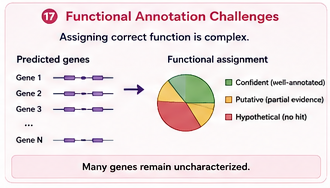 17 Functional Annotation Challenges
Assigning correct function is complex.
Predicted genes
Gene 1
Gene 2
Gene 3
...
Gene N
Functional assignment
Confident (well-annotated)
Putative (partial evidence)
Hypothetical (no hit)
Many genes remain uncharacterized.